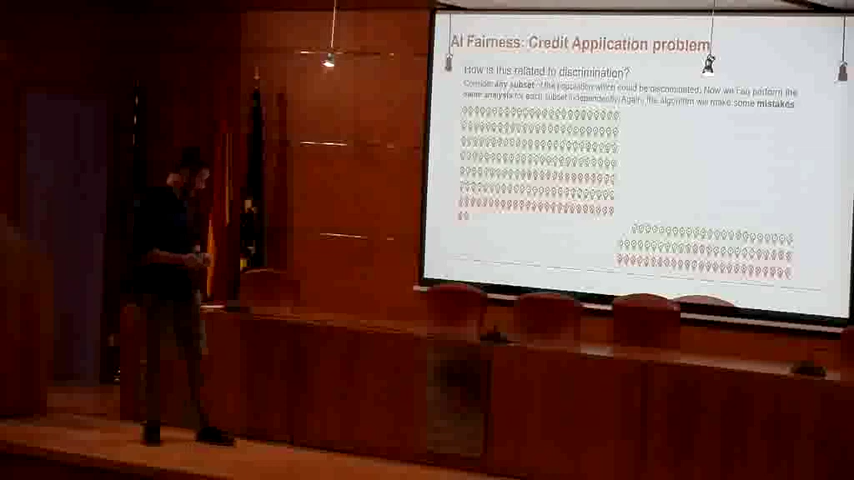 AI Fairness: Credit Application problem
How is this related to discrimination?
Consider any subset of the population which could be discriminated. Now we can perform the
same analysis for each subset independently. Again, the algorithm will make some mistakes